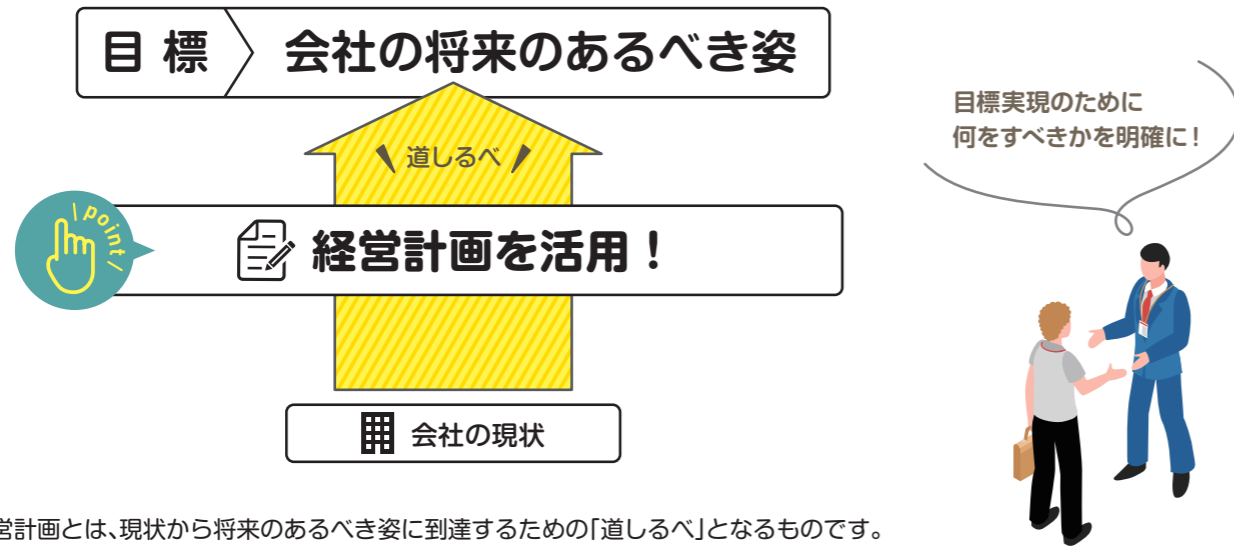 目 標 会社の将来のあるべき姿
道しるべ
目標実現のために
何をすべきかを明確に!
point
経営計画を活用!
会社の現状
営計画とは、現状から将来のあるべき姿に到達するための「道しるべ」となるものです。